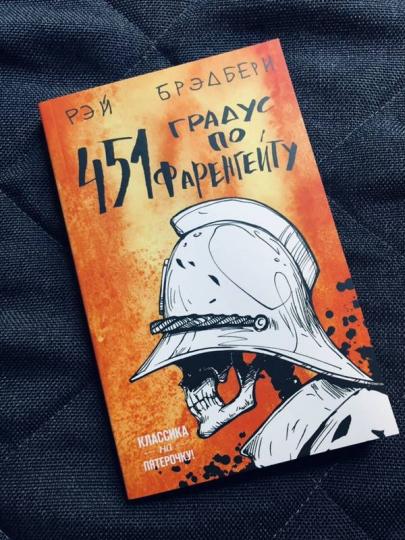 РЭЙ БРЭДБЕРИ
451 ГРАДУС
ПО
ФАРЕНГЕЙТУ
КЛАССИКА
НА
ПЯТЕРОЧКУ!